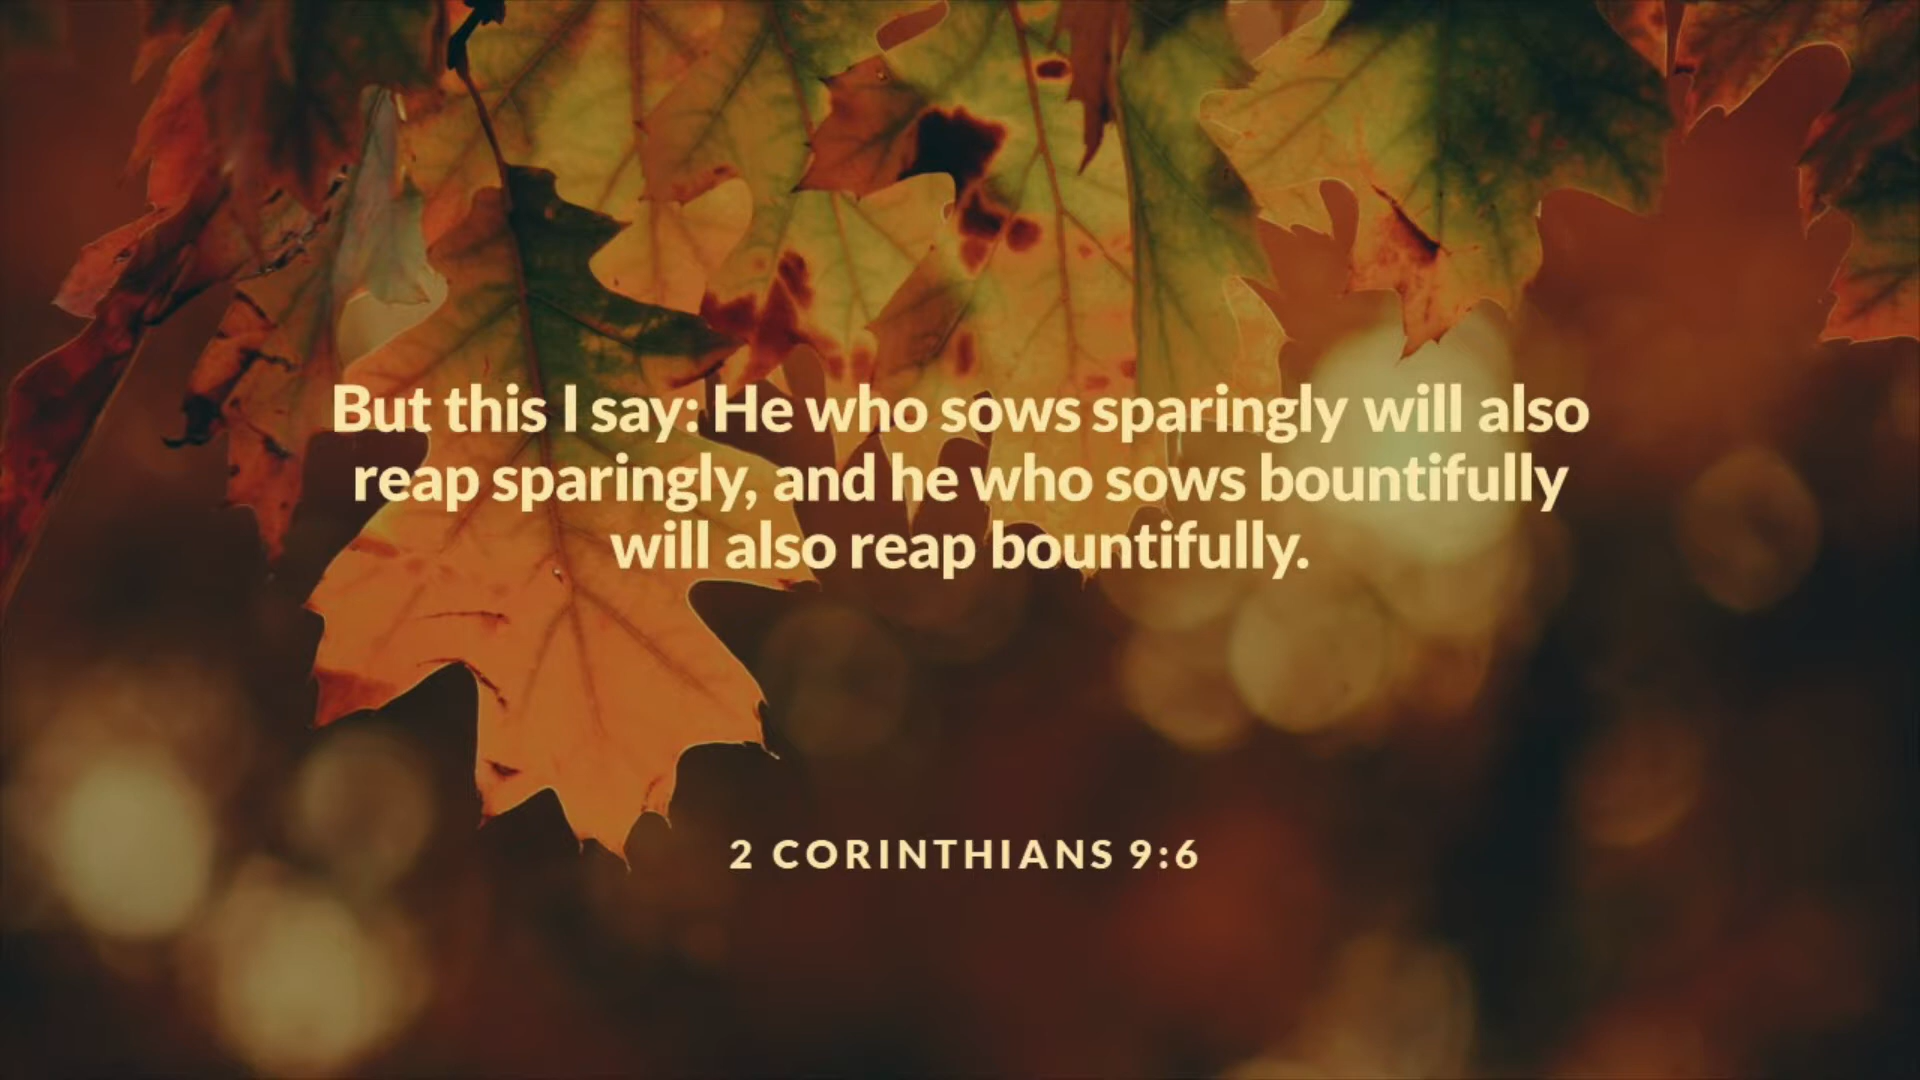 But this I say: He who sows sparingly will also
reap sparingly, and he who sows bountifully
will also reap bountifully.
2 CORINTHIANS 9:6